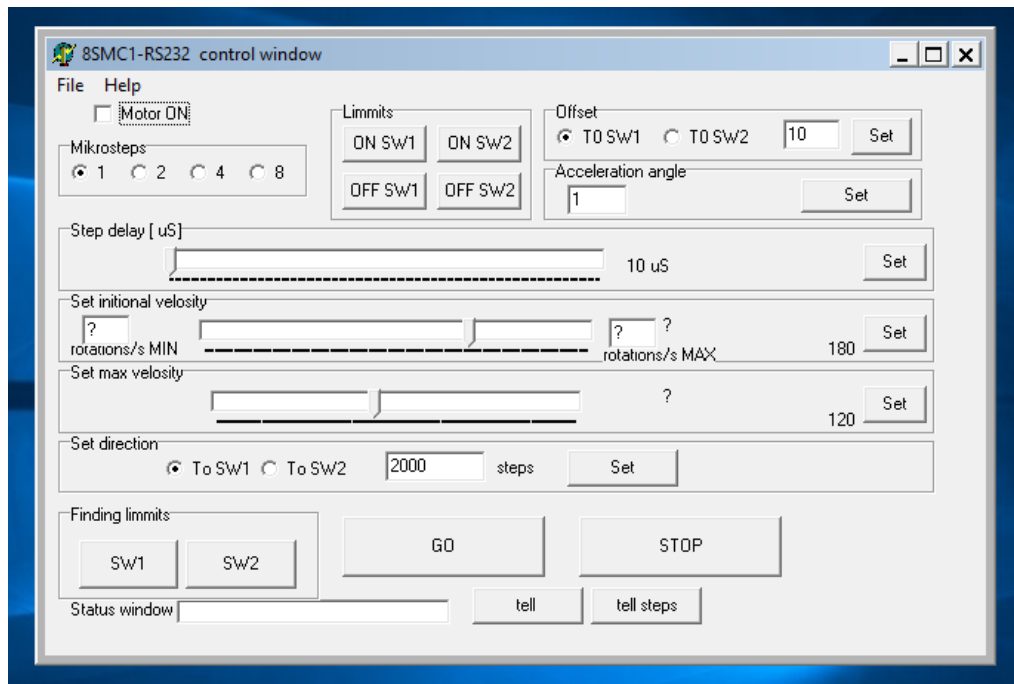 8SMC1-RS232 control window
File Help
Motor ON
Mikrosteps
1 2 4 8
Limmits
ON SW1 ON SW2
OFF SW1 OFF SW2
Offset
TO SW1 TO SW2 10 Set
Acceleration angle
1 Set
Step delay [ uS]
10 uS Set
Set initional velosity
? ? ?
rotations/s MIN rotations/s MAX 180 Set
Set max velosity
? 120 Set
Set direction
To SW1 To SW2 2000 steps Set
Finding limmits
SW1 SW2
GO STOP
Status window tell tell steps